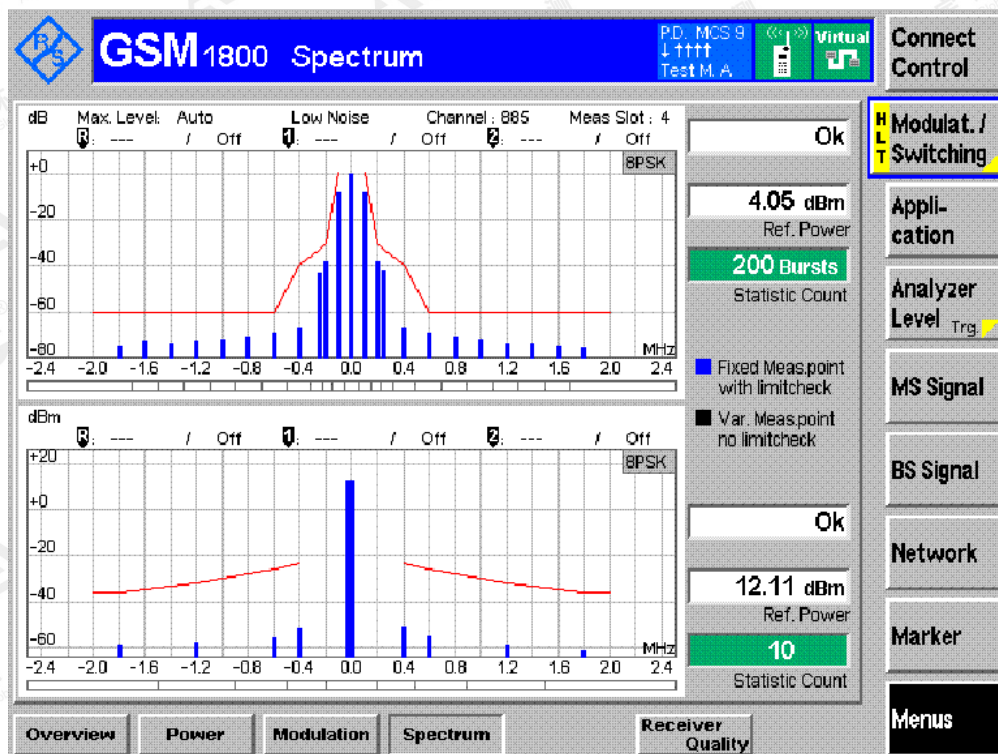 R&S
GSM 1800 Spectrum
P.D. MCS 9
↓ ↑↑↑↑
Test M. A
Virtual
Connect Control
dB Max. Level: Auto Low Noise Channel : 885 Meas Slot : 4
R: --- / Off 1: --- / Off 2: --- / Off
8PSK
+0
-20
-40
-60
-80
MHz
-2.4 -2.0 -1.6 -1.2 -0.8 -0.4 0.0 0.4 0.8 1.2 1.6 2.0 2.4
Ok
4.05 dBm
Ref. Power
200 Bursts
Statistic Count
Fixed Meas.point
with limitcheck
Var. Meas.point
no limitcheck
dBm
R: --- / Off 1: --- / Off 2: --- / Off
8PSK
+20
+0
-20
-40
-60
MHz
-2.4 -2.0 -1.6 -1.2 -0.8 -0.4 0.0 0.4 0.8 1.2 1.6 2.0 2.4
Ok
12.11 dBm
Ref. Power
10
Statistic Count
HLT
Modulat. /
Switching
Appli-
cation
Analyzer
Level Trg.
MS Signal
BS Signal
Network
Marker
Menus
Overview Power Modulation Spectrum Receiver
Quality